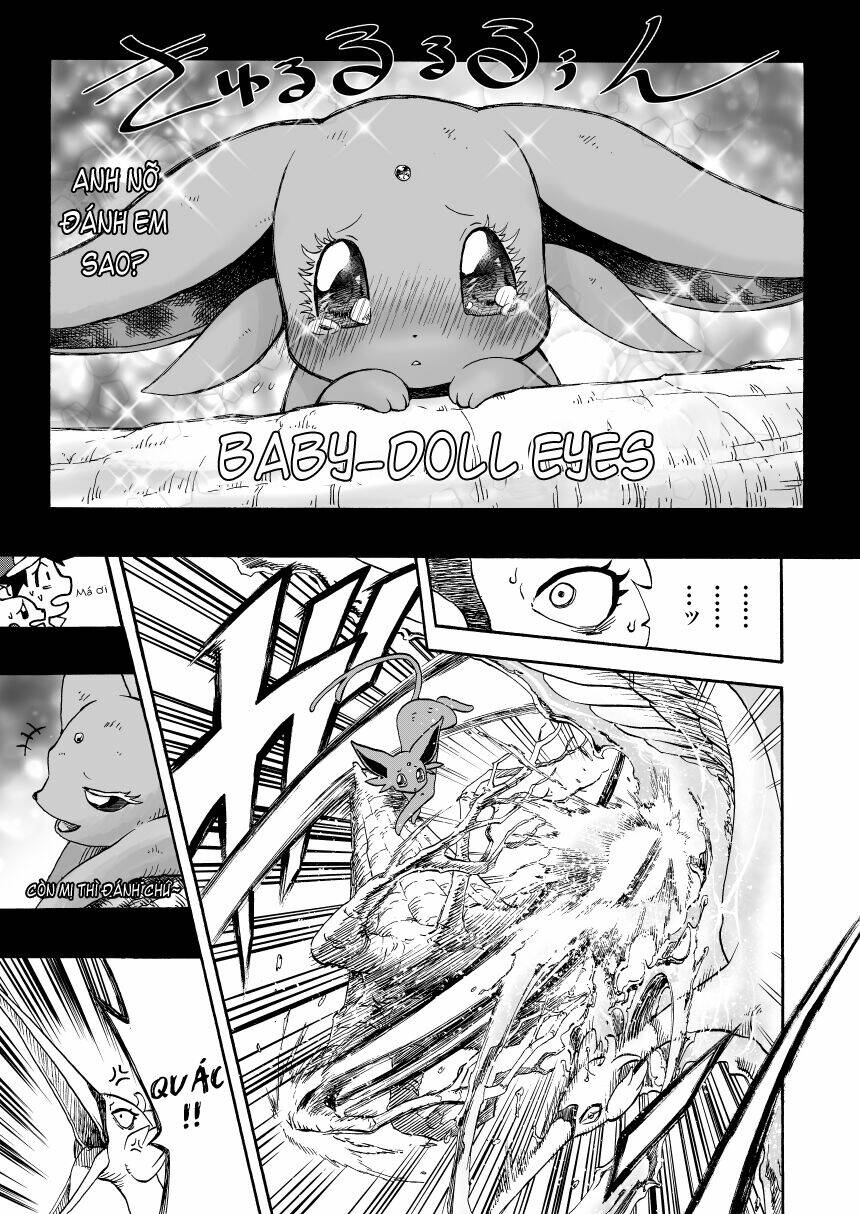 きゅるるるるぅん
ANH NỠ
ĐÁNH EM
SAO?
BABY-DOLL EYES
………ッ
Má ơi
CÒN MỊ THÌ ĐÁNH CHỨ~
QUÁC
!!